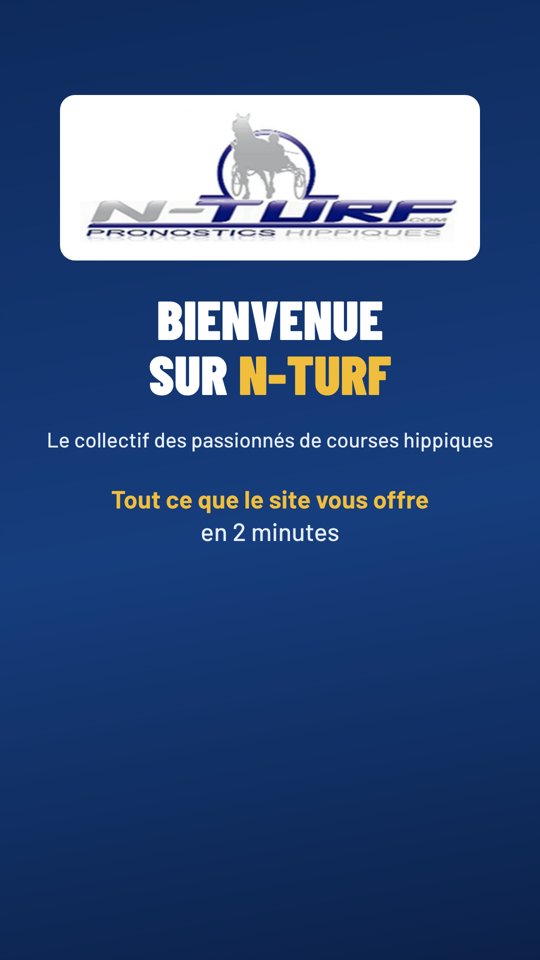 N-TURF
.COM
PRONOSTICS HIPPIQUES
BIENVENUE
SUR N-TURF
Le collectif des passionnés de courses hippiques
Tout ce que le site vous offre
en 2 minutes